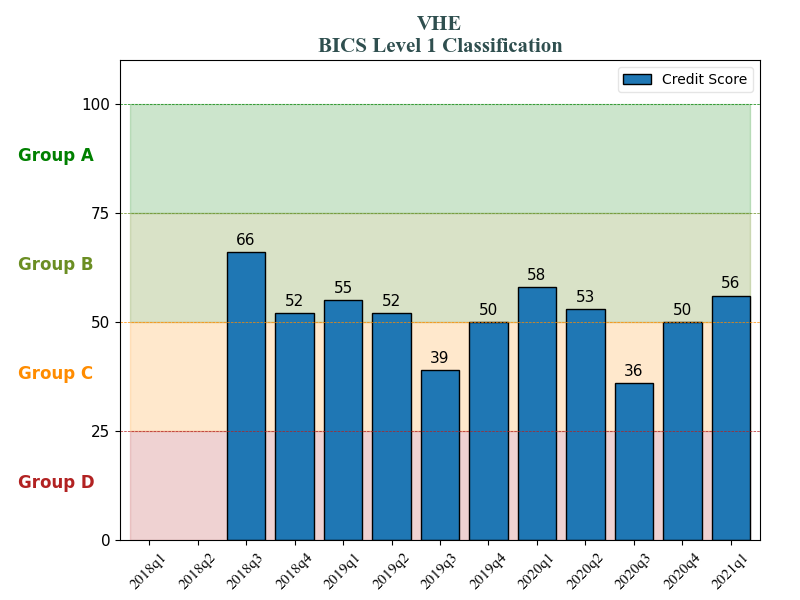 VHE
BICS Level 1 Classification
Credit Score
100
Group A
75
Group B
66
52
55
52
39
50
58
53
36
50
56
50
Group C
25
Group D
0
2018q1
2018q2
2018q3
2018q4
2019q1
2019q2
2019q3
2019q4
2020q1
2020q2
2020q3
2020q4
2021q1